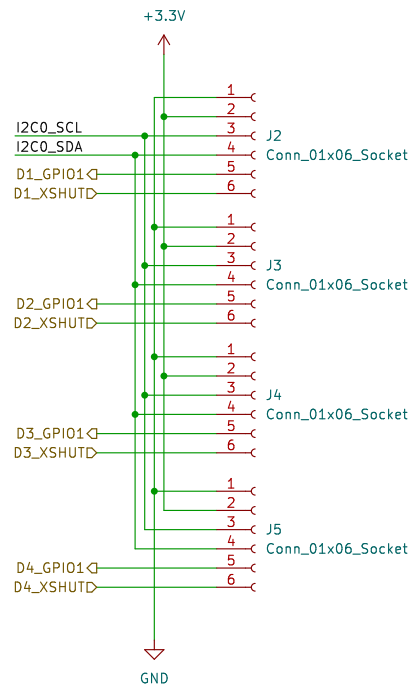 +3.3V
1
2
I2C0_SCL 3 J2
I2C0_SDA 4 Conn_01x06_Socket
D1_GPIO1 5
D1_XSHUT 6
1
2
3 J3
4 Conn_01x06_Socket
D2_GPIO1 5
D2_XSHUT 6
1
2
3 J4
4 Conn_01x06_Socket
D3_GPIO1 5
D3_XSHUT 6
1
2
3 J5
4 Conn_01x06_Socket
D4_GPIO1 5
D4_XSHUT 6
GND